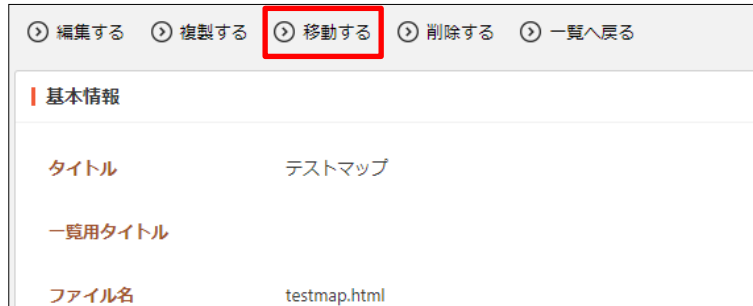 編集する 複製する 移動する 削除する 一覧へ戻る
基本情報
タイトル テストマップ
一覧用タイトル
ファイル名 testmap.html